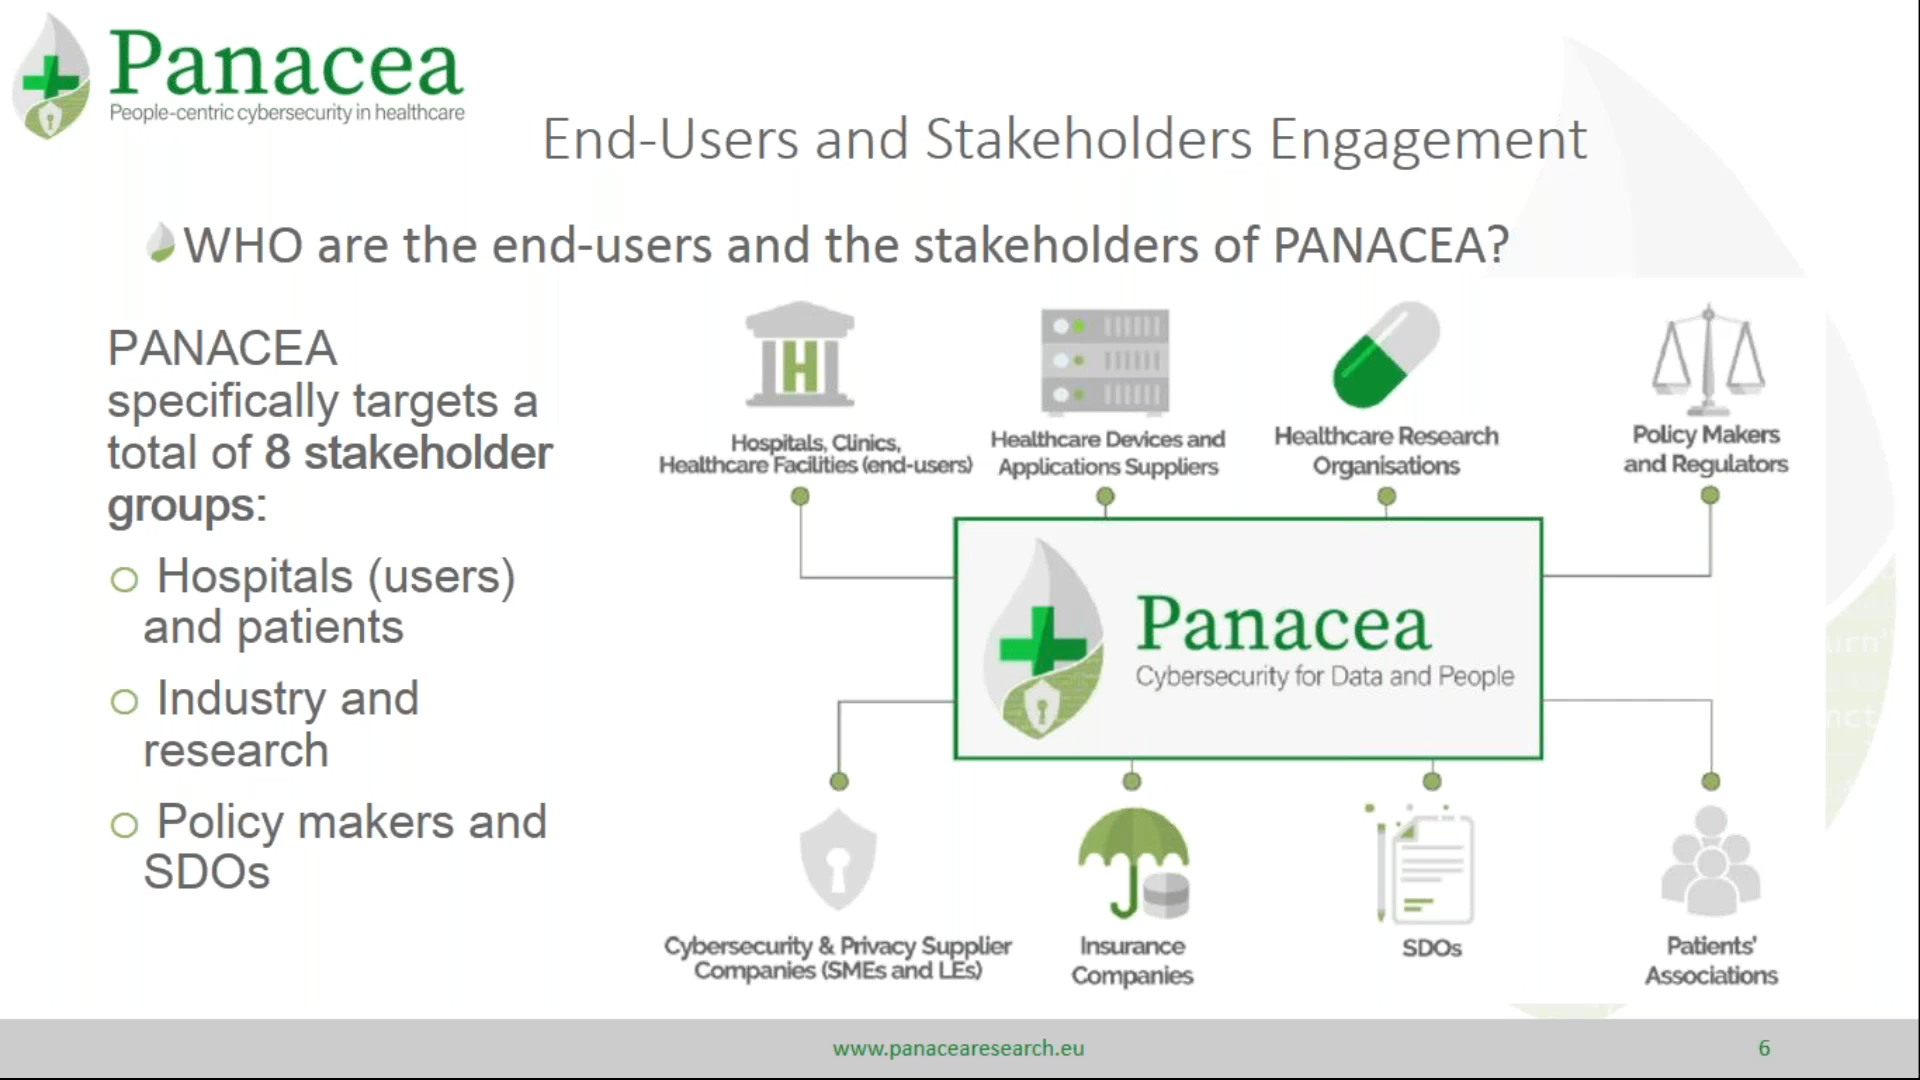 Panacea
People-centric cybersecurity in healthcare
End-Users and Stakeholders Engagement
WHO are the end-users and the stakeholders of PANACEA?
PANACEA
specifically targets a
total of 8 stakeholder
groups:
Hospitals (users)
and patients
Industry and
research
Policy makers and
SDOs
H
Hospitals, Clinics,
Healthcare Facilities (end-users)
Healthcare Devices and
Applications Suppliers
Healthcare Research
Organisations
Policy Makers
and Regulators
Panacea
Cybersecurity for Data and People
Cybersecurity & Privacy Supplier
Companies (SMEs and LEs)
Insurance
Companies
SDOs
Patients'
Associations
www.panacearesearch.eu
6